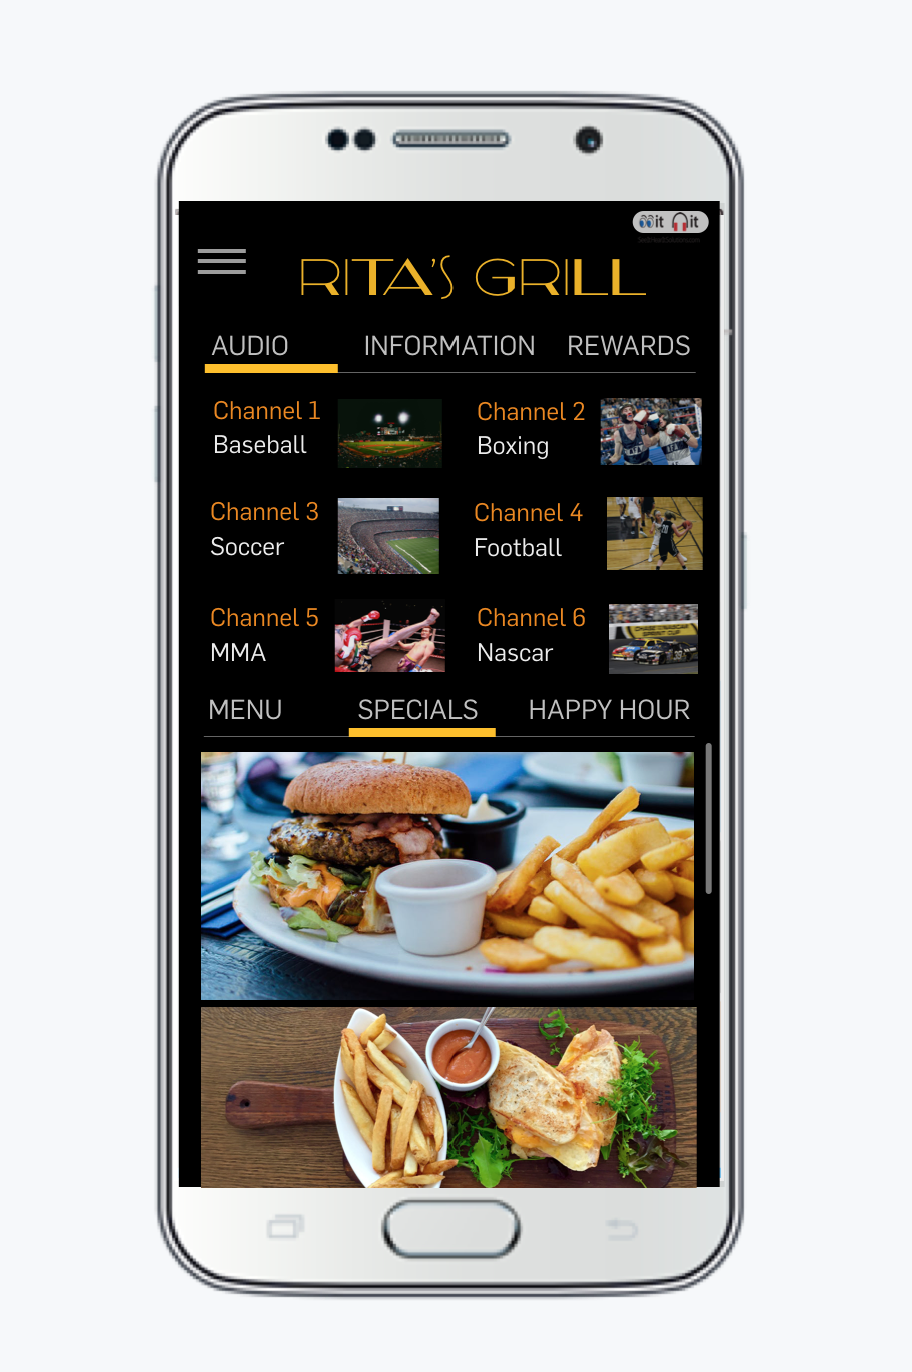 it it
RITA'S GRILL
AUDIO INFORMATION REWARDS
Channel 1 Channel 2
Baseball Boxing
Channel 3 Channel 4
Soccer Football
Channel 5 Channel 6
MMA Nascar
MENU SPECIALS HAPPY HOUR